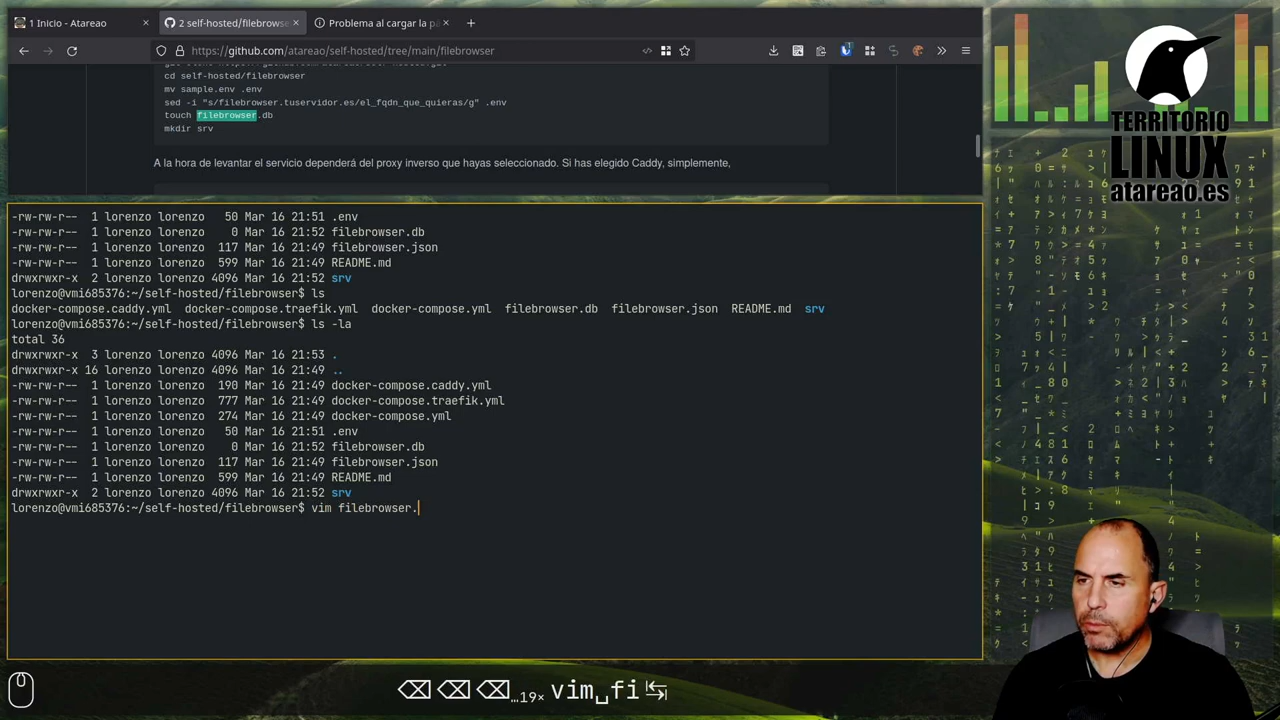 1 Inicio - Atareao
2 self-hosted/filebrowse
Problema al cargar la pá
https://github.com/atareao/self-hosted/tree/main/filebrowser
cd self-hosted/filebrowser
mv sample.env .env
sed -i "s/filebrowser.tuservidor.es/el_fqdn_que_quieras/g" .env
touch filebrowser.db
mkdir srv
A la hora de levantar el servicio dependerá del proxy inverso que hayas seleccionado. Si has elegido Caddy, simplemente,
-rw-rw-r-- 1 lorenzo lorenzo 50 Mar 16 21:51 .env
-rw-rw-r-- 1 lorenzo lorenzo 0 Mar 16 21:52 filebrowser.db
-rw-rw-r-- 1 lorenzo lorenzo 117 Mar 16 21:49 filebrowser.json
-rw-rw-r-- 1 lorenzo lorenzo 599 Mar 16 21:49 README.md
drwxrwxr-x 2 lorenzo lorenzo 4096 Mar 16 21:52 srv
lorenzo@vmi685376:~/self-hosted/filebrowser$ ls
docker-compose.caddy.yml docker-compose.traefik.yml docker-compose.yml filebrowser.db filebrowser.json README.md srv
lorenzo@vmi685376:~/self-hosted/filebrowser$ ls -la
total 36
drwxrwxr-x 3 lorenzo lorenzo 4096 Mar 16 21:53 .
drwxrwxr-x 16 lorenzo lorenzo 4096 Mar 16 21:49 ..
-rw-rw-r-- 1 lorenzo lorenzo 190 Mar 16 21:49 docker-compose.caddy.yml
-rw-rw-r-- 1 lorenzo lorenzo 777 Mar 16 21:49 docker-compose.traefik.yml
-rw-rw-r-- 1 lorenzo lorenzo 274 Mar 16 21:49 docker-compose.yml
-rw-rw-r-- 1 lorenzo lorenzo 50 Mar 16 21:51 .env
-rw-rw-r-- 1 lorenzo lorenzo 0 Mar 16 21:52 filebrowser.db
-rw-rw-r-- 1 lorenzo lorenzo 117 Mar 16 21:49 filebrowser.json
-rw-rw-r-- 1 lorenzo lorenzo 599 Mar 16 21:49 README.md
drwxrwxr-x 2 lorenzo lorenzo 4096 Mar 16 21:52 srv
lorenzo@vmi685376:~/self-hosted/filebrowser$ vim filebrowser.
TERRITORIO
LINUX
atareao.es
⌫ ⌫ ⌫ …19× vim␣fi↹